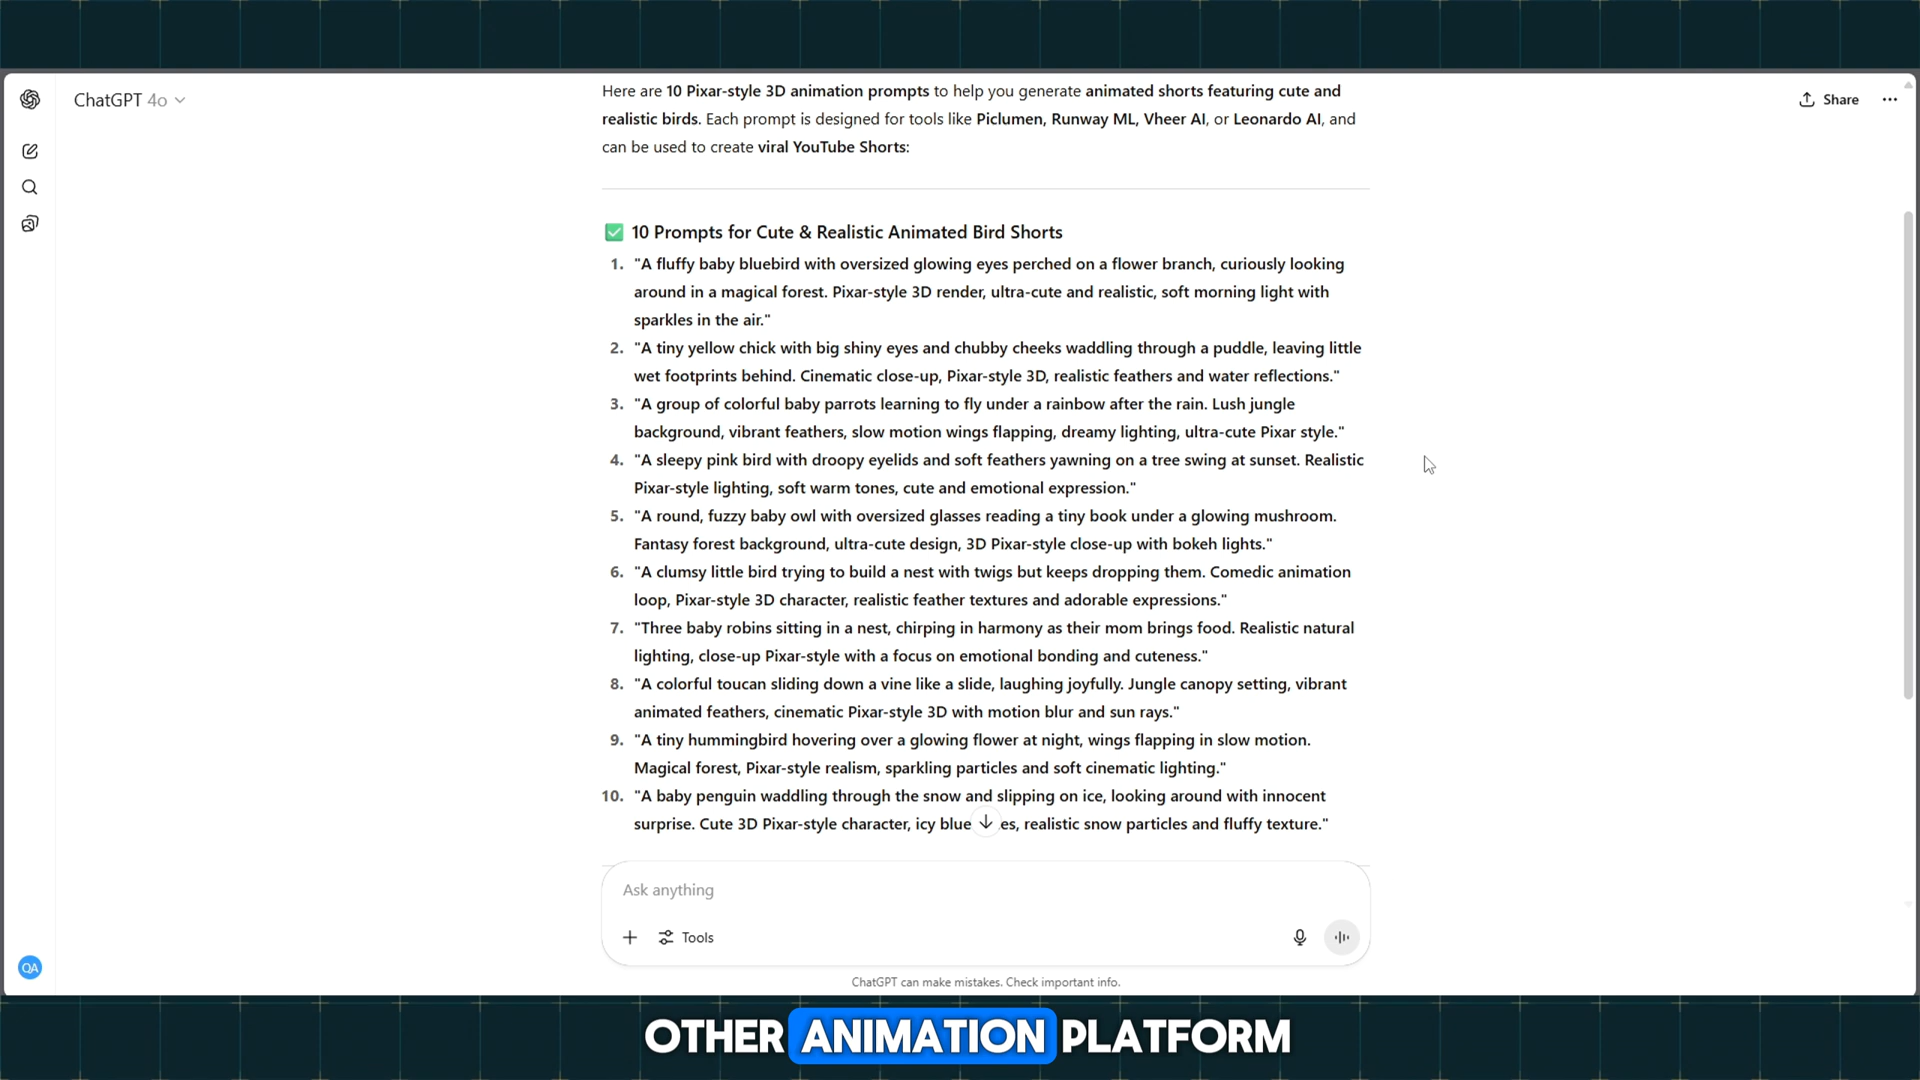 ChatGPT 4o
Share
Here are 10 Pixar-style 3D animation prompts to help you generate animated shorts featuring cute and
realistic birds. Each prompt is designed for tools like Piclumen, Runway ML, Vheer AI, or Leonardo AI, and
can be used to create viral YouTube Shorts:
✅ 10 Prompts for Cute & Realistic Animated Bird Shorts
1. "A fluffy baby bluebird with oversized glowing eyes perched on a flower branch, curiously looking
around in a magical forest. Pixar-style 3D render, ultra-cute and realistic, soft morning light with
sparkles in the air."
2. "A tiny yellow chick with big shiny eyes and chubby cheeks waddling through a puddle, leaving little
wet footprints behind. Cinematic close-up, Pixar-style 3D, realistic feathers and water reflections."
3. "A group of colorful baby parrots learning to fly under a rainbow after the rain. Lush jungle
background, vibrant feathers, slow motion wings flapping, dreamy lighting, ultra-cute Pixar style."
4. "A sleepy pink bird with droopy eyelids and soft feathers yawning on a tree swing at sunset. Realistic
Pixar-style lighting, soft warm tones, cute and emotional expression."
5. "A round, fuzzy baby owl with oversized glasses reading a tiny book under a glowing mushroom.
Fantasy forest background, ultra-cute design, 3D Pixar-style close-up with bokeh lights."
6. "A clumsy little bird trying to build a nest with twigs but keeps dropping them. Comedic animation
loop, Pixar-style 3D character, realistic feather textures and adorable expressions."
7. "Three baby robins sitting in a nest, chirping in harmony as their mom brings food. Realistic natural
lighting, close-up Pixar-style with a focus on emotional bonding and cuteness."
8. "A colorful toucan sliding down a vine like a slide, laughing joyfully. Jungle canopy setting, vibrant
animated feathers, cinematic Pixar-style 3D with motion blur and sun rays."
9. "A tiny hummingbird hovering over a glowing flower at night, wings flapping in slow motion.
Magical forest, Pixar-style realism, sparkling particles and soft cinematic lighting."
10. "A baby penguin waddling through the snow and slipping on ice, looking around with innocent
surprise. Cute 3D Pixar-style character, icy blue es, realistic snow particles and fluffy texture."
Ask anything
Tools
QA
ChatGPT can make mistakes. Check important info.
OTHER ANIMATION PLATFORM